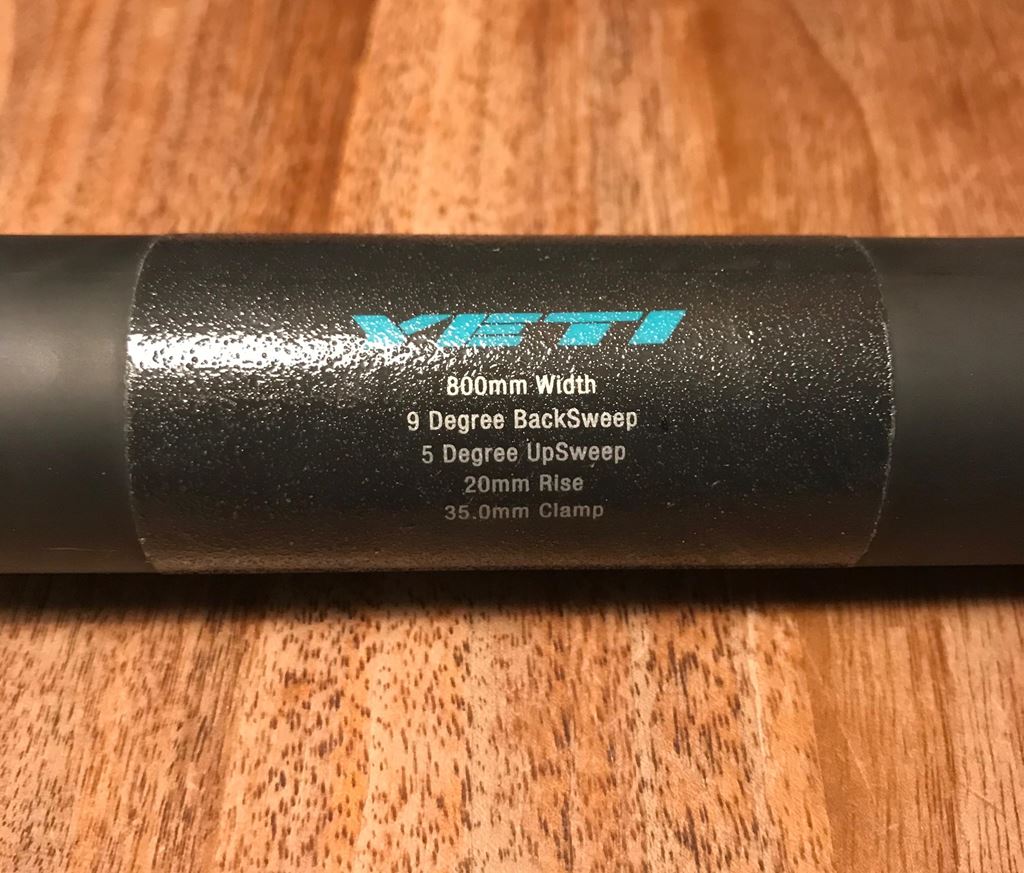 YETI
800mm Width
9 Degree BackSweep
5 Degree UpSweep
20mm Rise
35.0mm Clamp